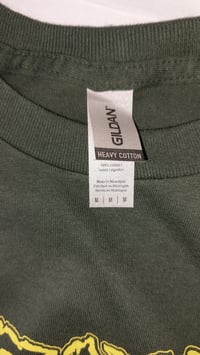 GILDAN
HEAVY COTTON
100% cotton /
Made in Nicaragua
M | M | M